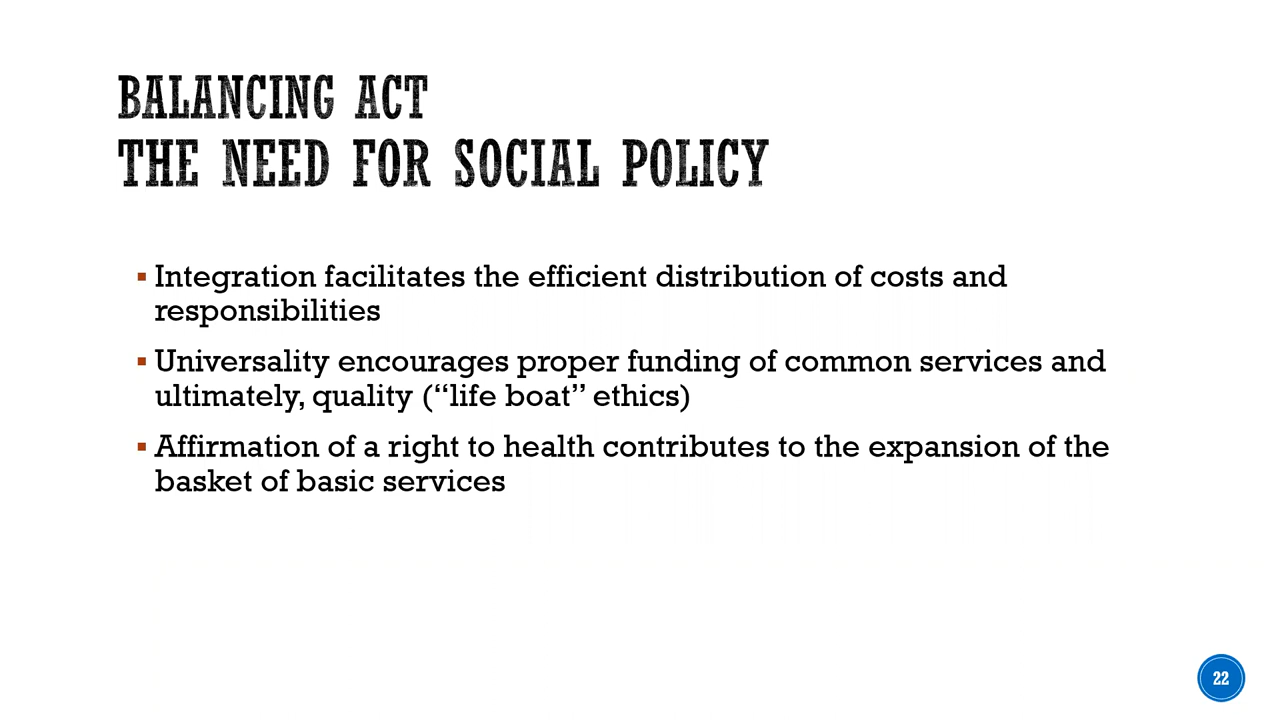 BALANCING ACT
THE NEED FOR SOCIAL POLICY
Integration facilitates the efficient distribution of costs and
responsibilities
Universality encourages proper funding of common services and
ultimately, quality (“life boat” ethics)
Affirmation of a right to health contributes to the expansion of the
basket of basic services
22